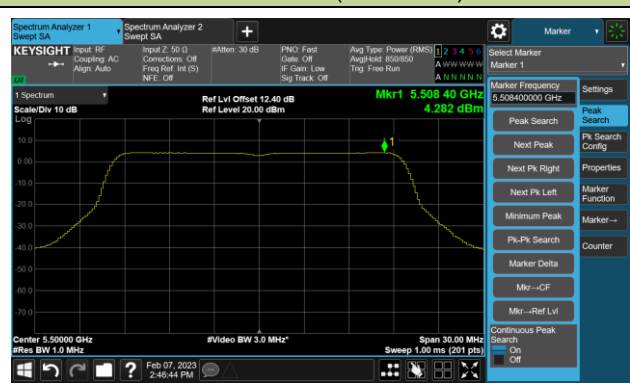 Spectrum Analyzer 1
Swept SA
Spectrum Analyzer 2
Swept SA
+
Marker
KEYSIGHT
Input: RF
Coupling: AC
Align: Auto
Input Z: 50 Ω
Corrections: Off
Freq Ref: Int (S)
NFE: Off
#Atten: 30 dB
PNO: Fast
Gate: Off
IF Gain: Low
Sig Track: Off
Avg Type: Power (RMS)
Avg|Hold: 850/850
Trig: Free Run
1 2 3 4 5 6
A W W W W W
A N N N N N
Select Marker
Marker 1
1 Spectrum
Scale/Div 10 dB
Log
Ref Lvl Offset 12.40 dB
Ref Level 20.00 dBm
Mkr1 5.508 40 GHz
4.282 dBm
1
10.0
0.00
-10.0
-20.0
-30.0
-40.0
-50.0
-60.0
-70.0
Center 5.50000 GHz
#Res BW 1.0 MHz
#Video BW 3.0 MHz*
Span 30.00 MHz
Sweep 1.00 ms (201 pts)
Marker Frequency
5.508400000 GHz
Peak Search
Next Peak
Next Pk Right
Next Pk Left
Minimum Peak
Pk-Pk Search
Marker Delta
Mkr→CF
Mkr→Ref Lvl
Continuous Peak
Search
On
Off
Settings
Peak
Search
Pk Search
Config
Properties
Marker
Function
Marker→
Counter
?
Feb 07, 2023
2:46:44 PM